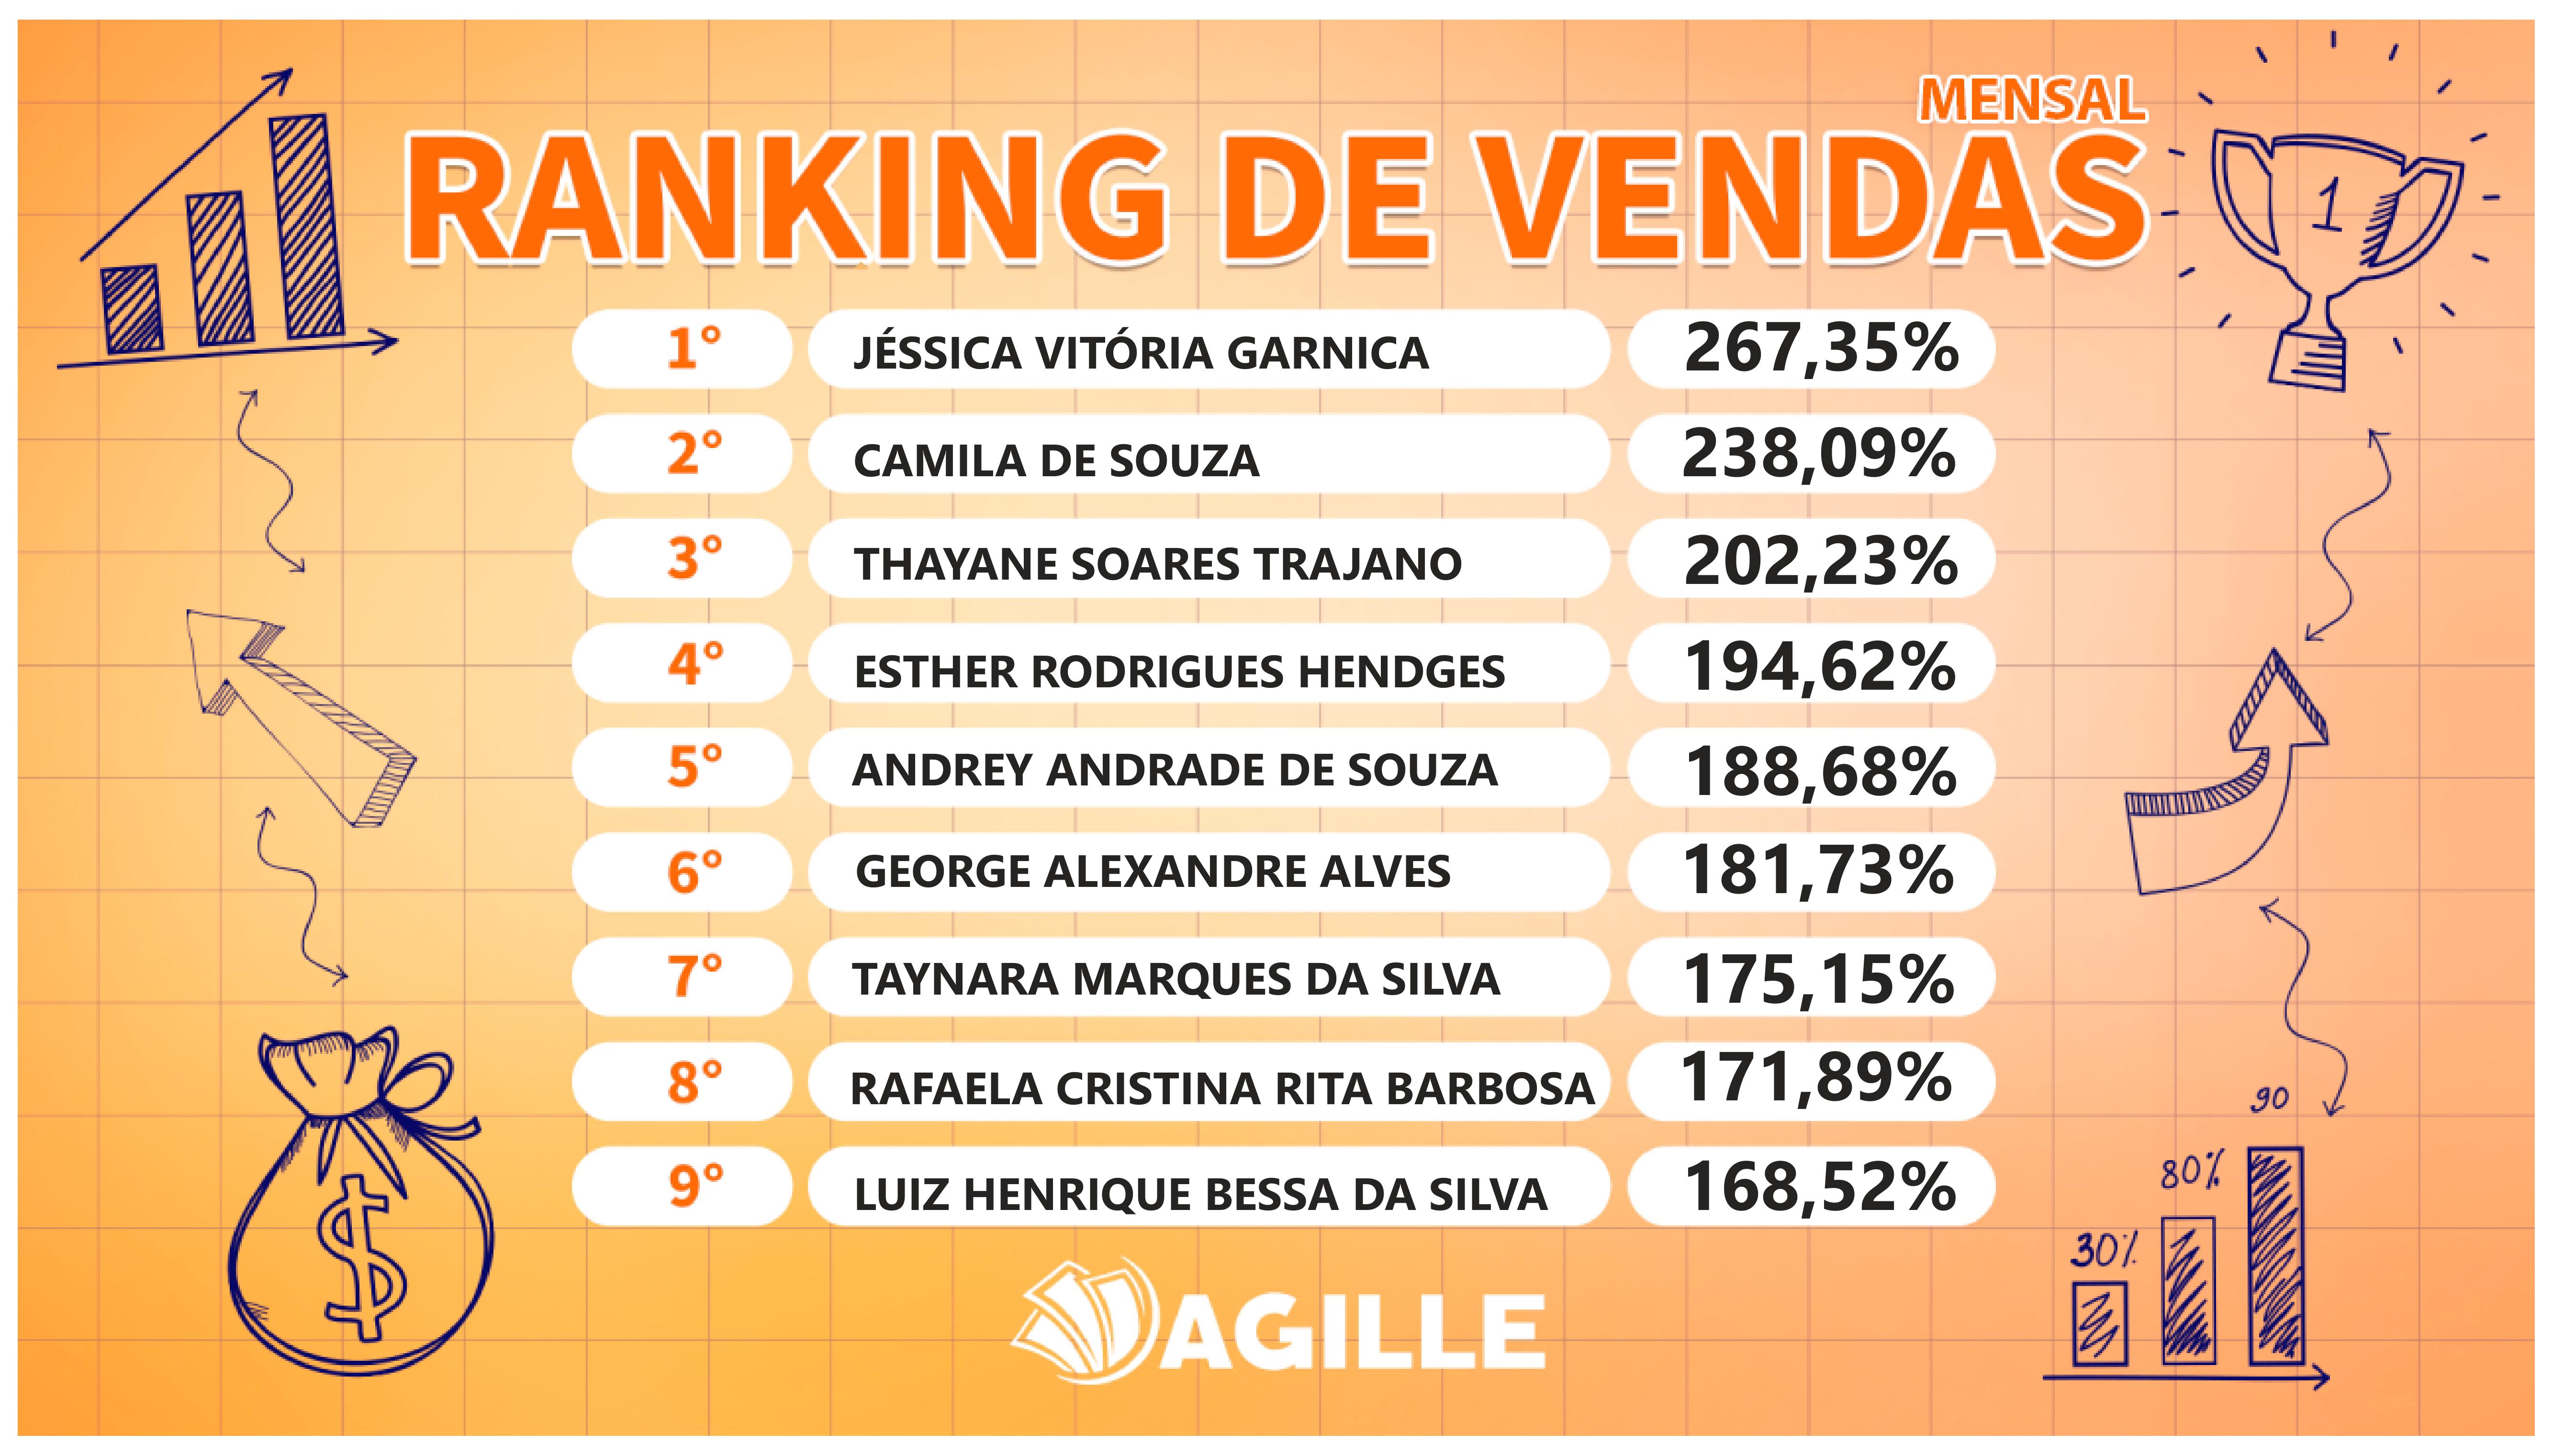 MENSAL
RANKING DE VENDAS
1
1° JÉSSICA VITÓRIA GARNICA 267,35%
2° CAMILA DE SOUZA 238,09%
3° THAYANE SOARES TRAJANO 202,23%
4° ESTHER RODRIGUES HENDGES 194,62%
5° ANDREY ANDRADE DE SOUZA 188,68%
6° GEORGE ALEXANDRE ALVES 181,73%
7° TAYNARA MARQUES DA SILVA 175,15%
8° RAFAELA CRISTINA RITA BARBOSA 171,89%
9° LUIZ HENRIQUE BESSA DA SILVA 168,52%
$
90
80%
30%
AGILLE